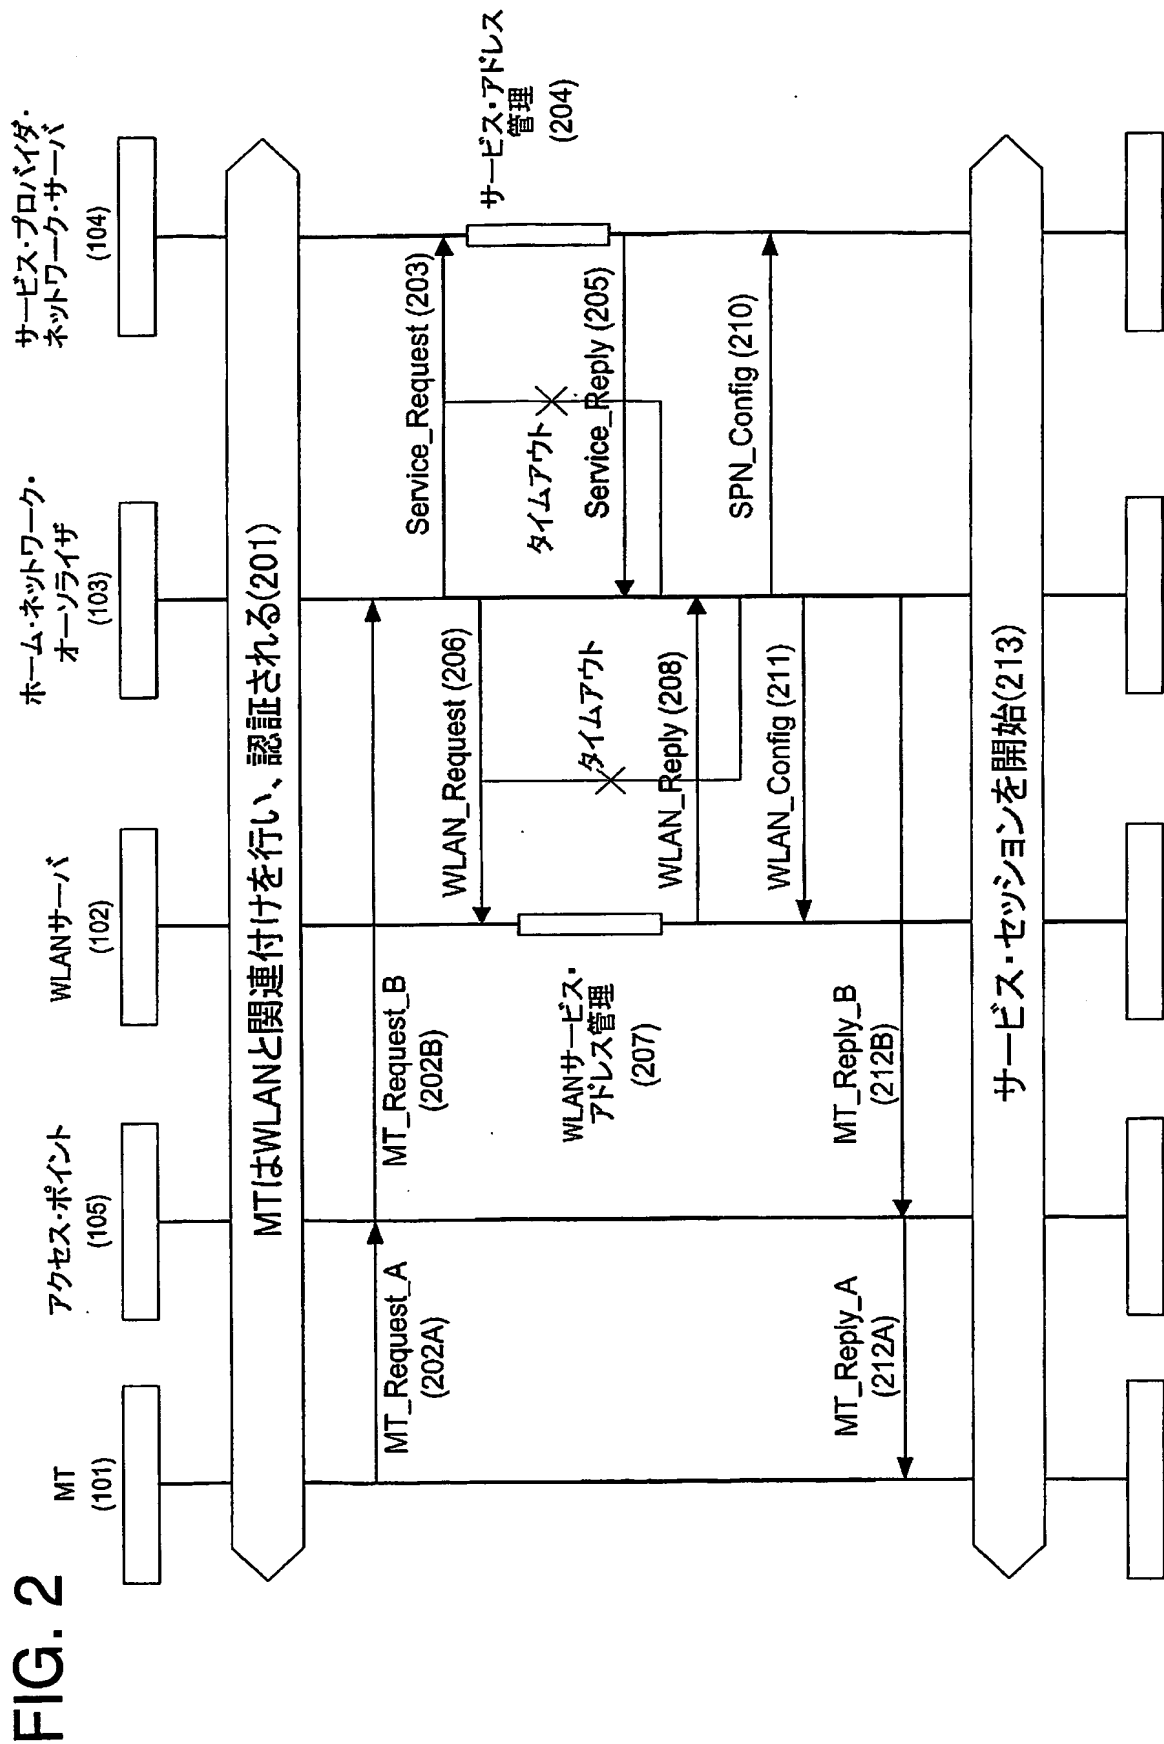 FIG. 2
MT
(101)
アクセス・ポイント
(105)
WLANサーバ
(102)
ホーム・ネットワーク・
オーソライザ
(103)
サービス・プロバイダ・
ネットワーク・サーバ
(104)
MTはWLANと関連付けを行い、認証される(201)
MT_Request_A
(202A)
MT_Request_B
(202B)
Service_Request (203)
サービス・アドレス
管理
(204)
WLAN_Request (206)
タイムアウト
Service_Reply (205)
WLANサービス・
アドレス管理
(207)
タイムアウト
WLAN_Reply (208)
SPN_Config (210)
WLAN_Config (211)
MT_Reply_B
(212B)
MT_Reply_A
(212A)
サービス・セッションを開始(213)